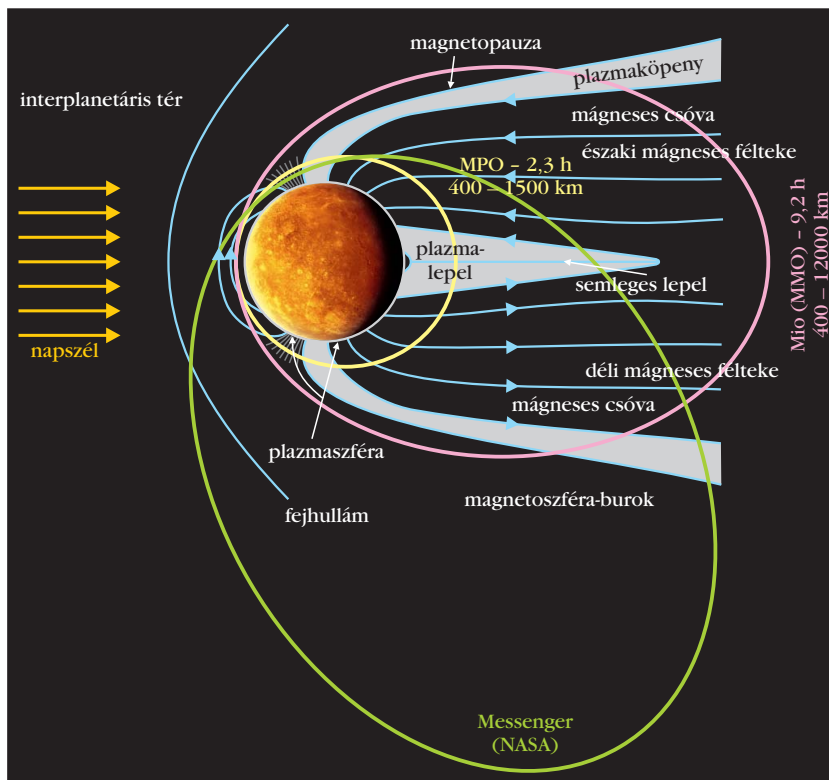 magnetopauza
plazmaköpeny
interplanetáris tér
mágneses csóva
északi mágneses félteke
MPO – 2,3 h
400 – 1500 km
plazma-
lepel
semleges lepel
Mio (MMO) – 9,2 h
400 – 12000 km
napszél
déli mágneses félteke
mágneses csóva
plazmaszféra
magnetoszféra-burok
fejhullám
Messenger
(NASA)